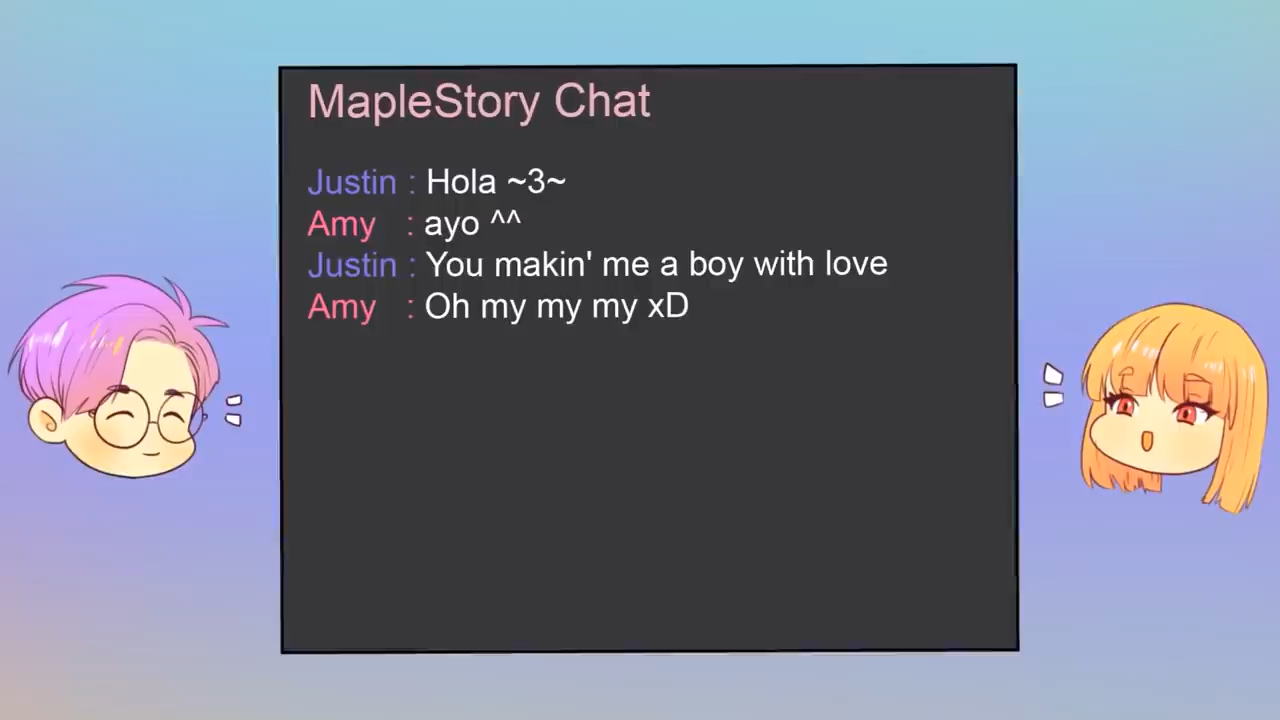 MapleStory Chat
Justin : Hola ~3~
Amy : ayo ^^
Justin : You makin' me a boy with love
Amy : Oh my my my xD